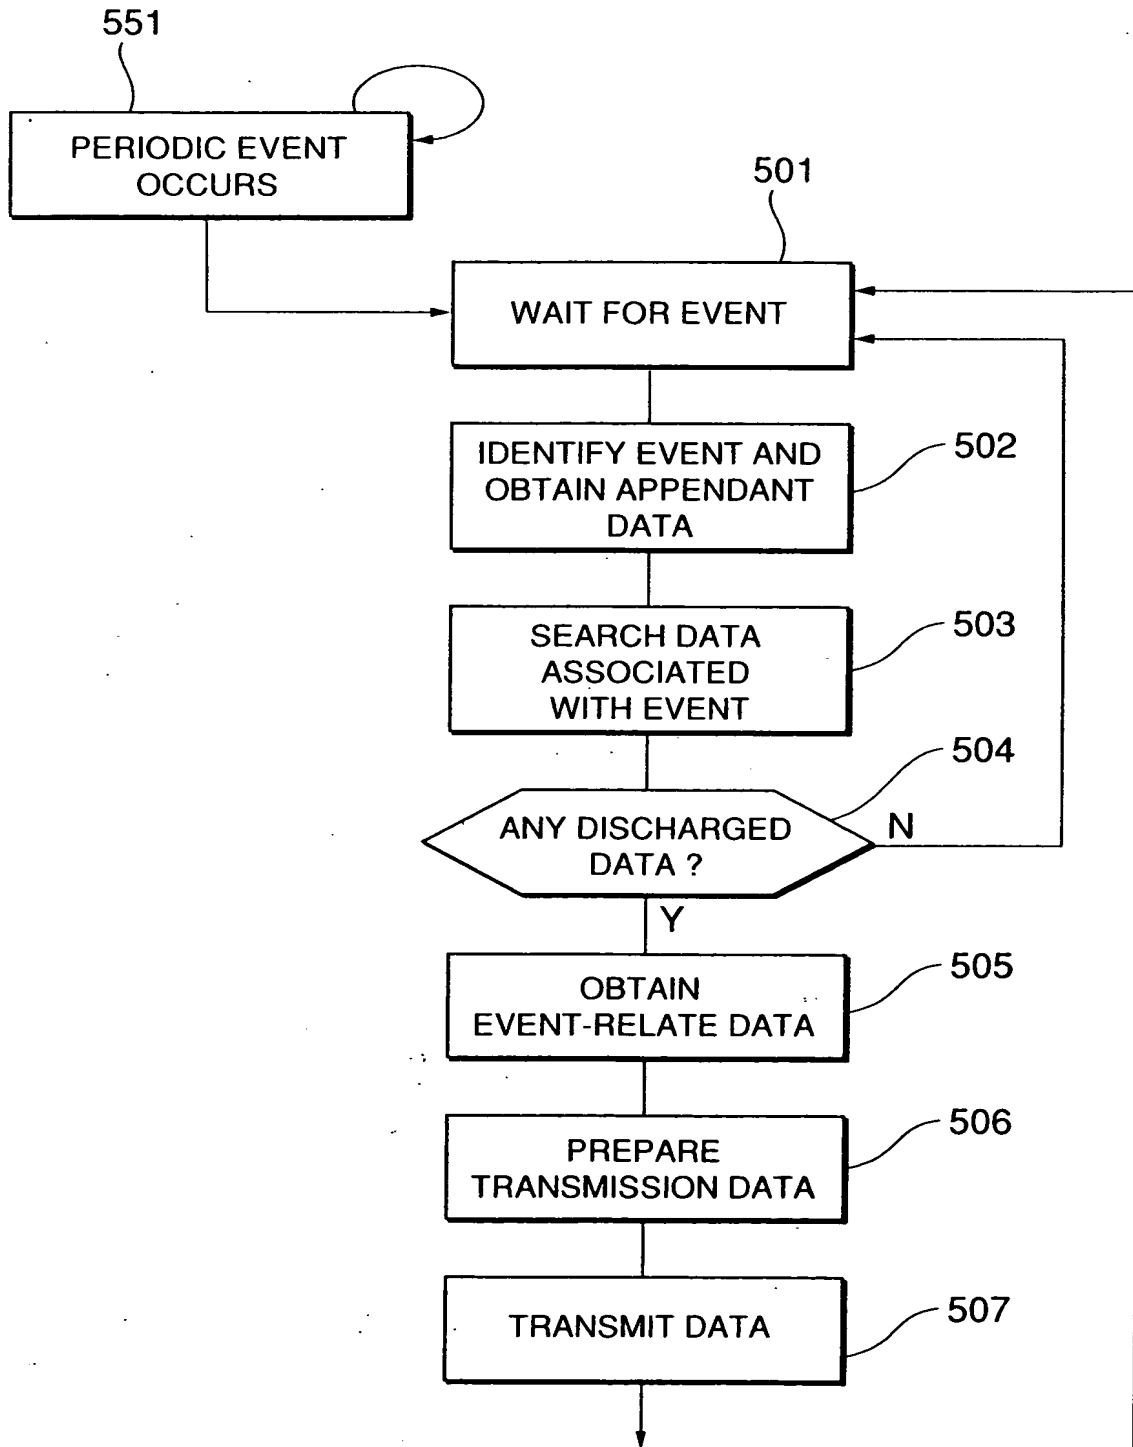 551
PERIODIC EVENT
OCCURS
501
WAIT FOR EVENT
502
IDENTIFY EVENT AND
OBTAIN APPENDANT
DATA
503
SEARCH DATA
ASSOCIATED
WITH EVENT
504
ANY DISCHARGED
DATA ?
N
Y
505
OBTAIN
EVENT-RELATE DATA
506
PREPARE
TRANSMISSION DATA
507
TRANSMIT DATA